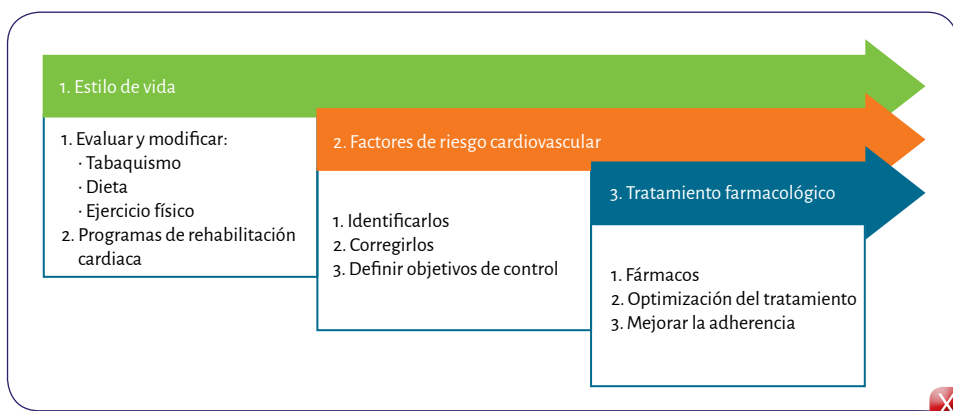 1. Estilo de vida
1. Evaluar y modificar:
· Tabaquismo
· Dieta
· Ejercicio físico
2. Programas de rehabilitación
cardiaca
2. Factores de riesgo cardiovascular
1. Identificarlos
2. Corregirlos
3. Definir objetivos de control
3. Tratamiento farmacológico
1. Fármacos
2. Optimización del tratamiento
3. Mejorar la adherencia
X